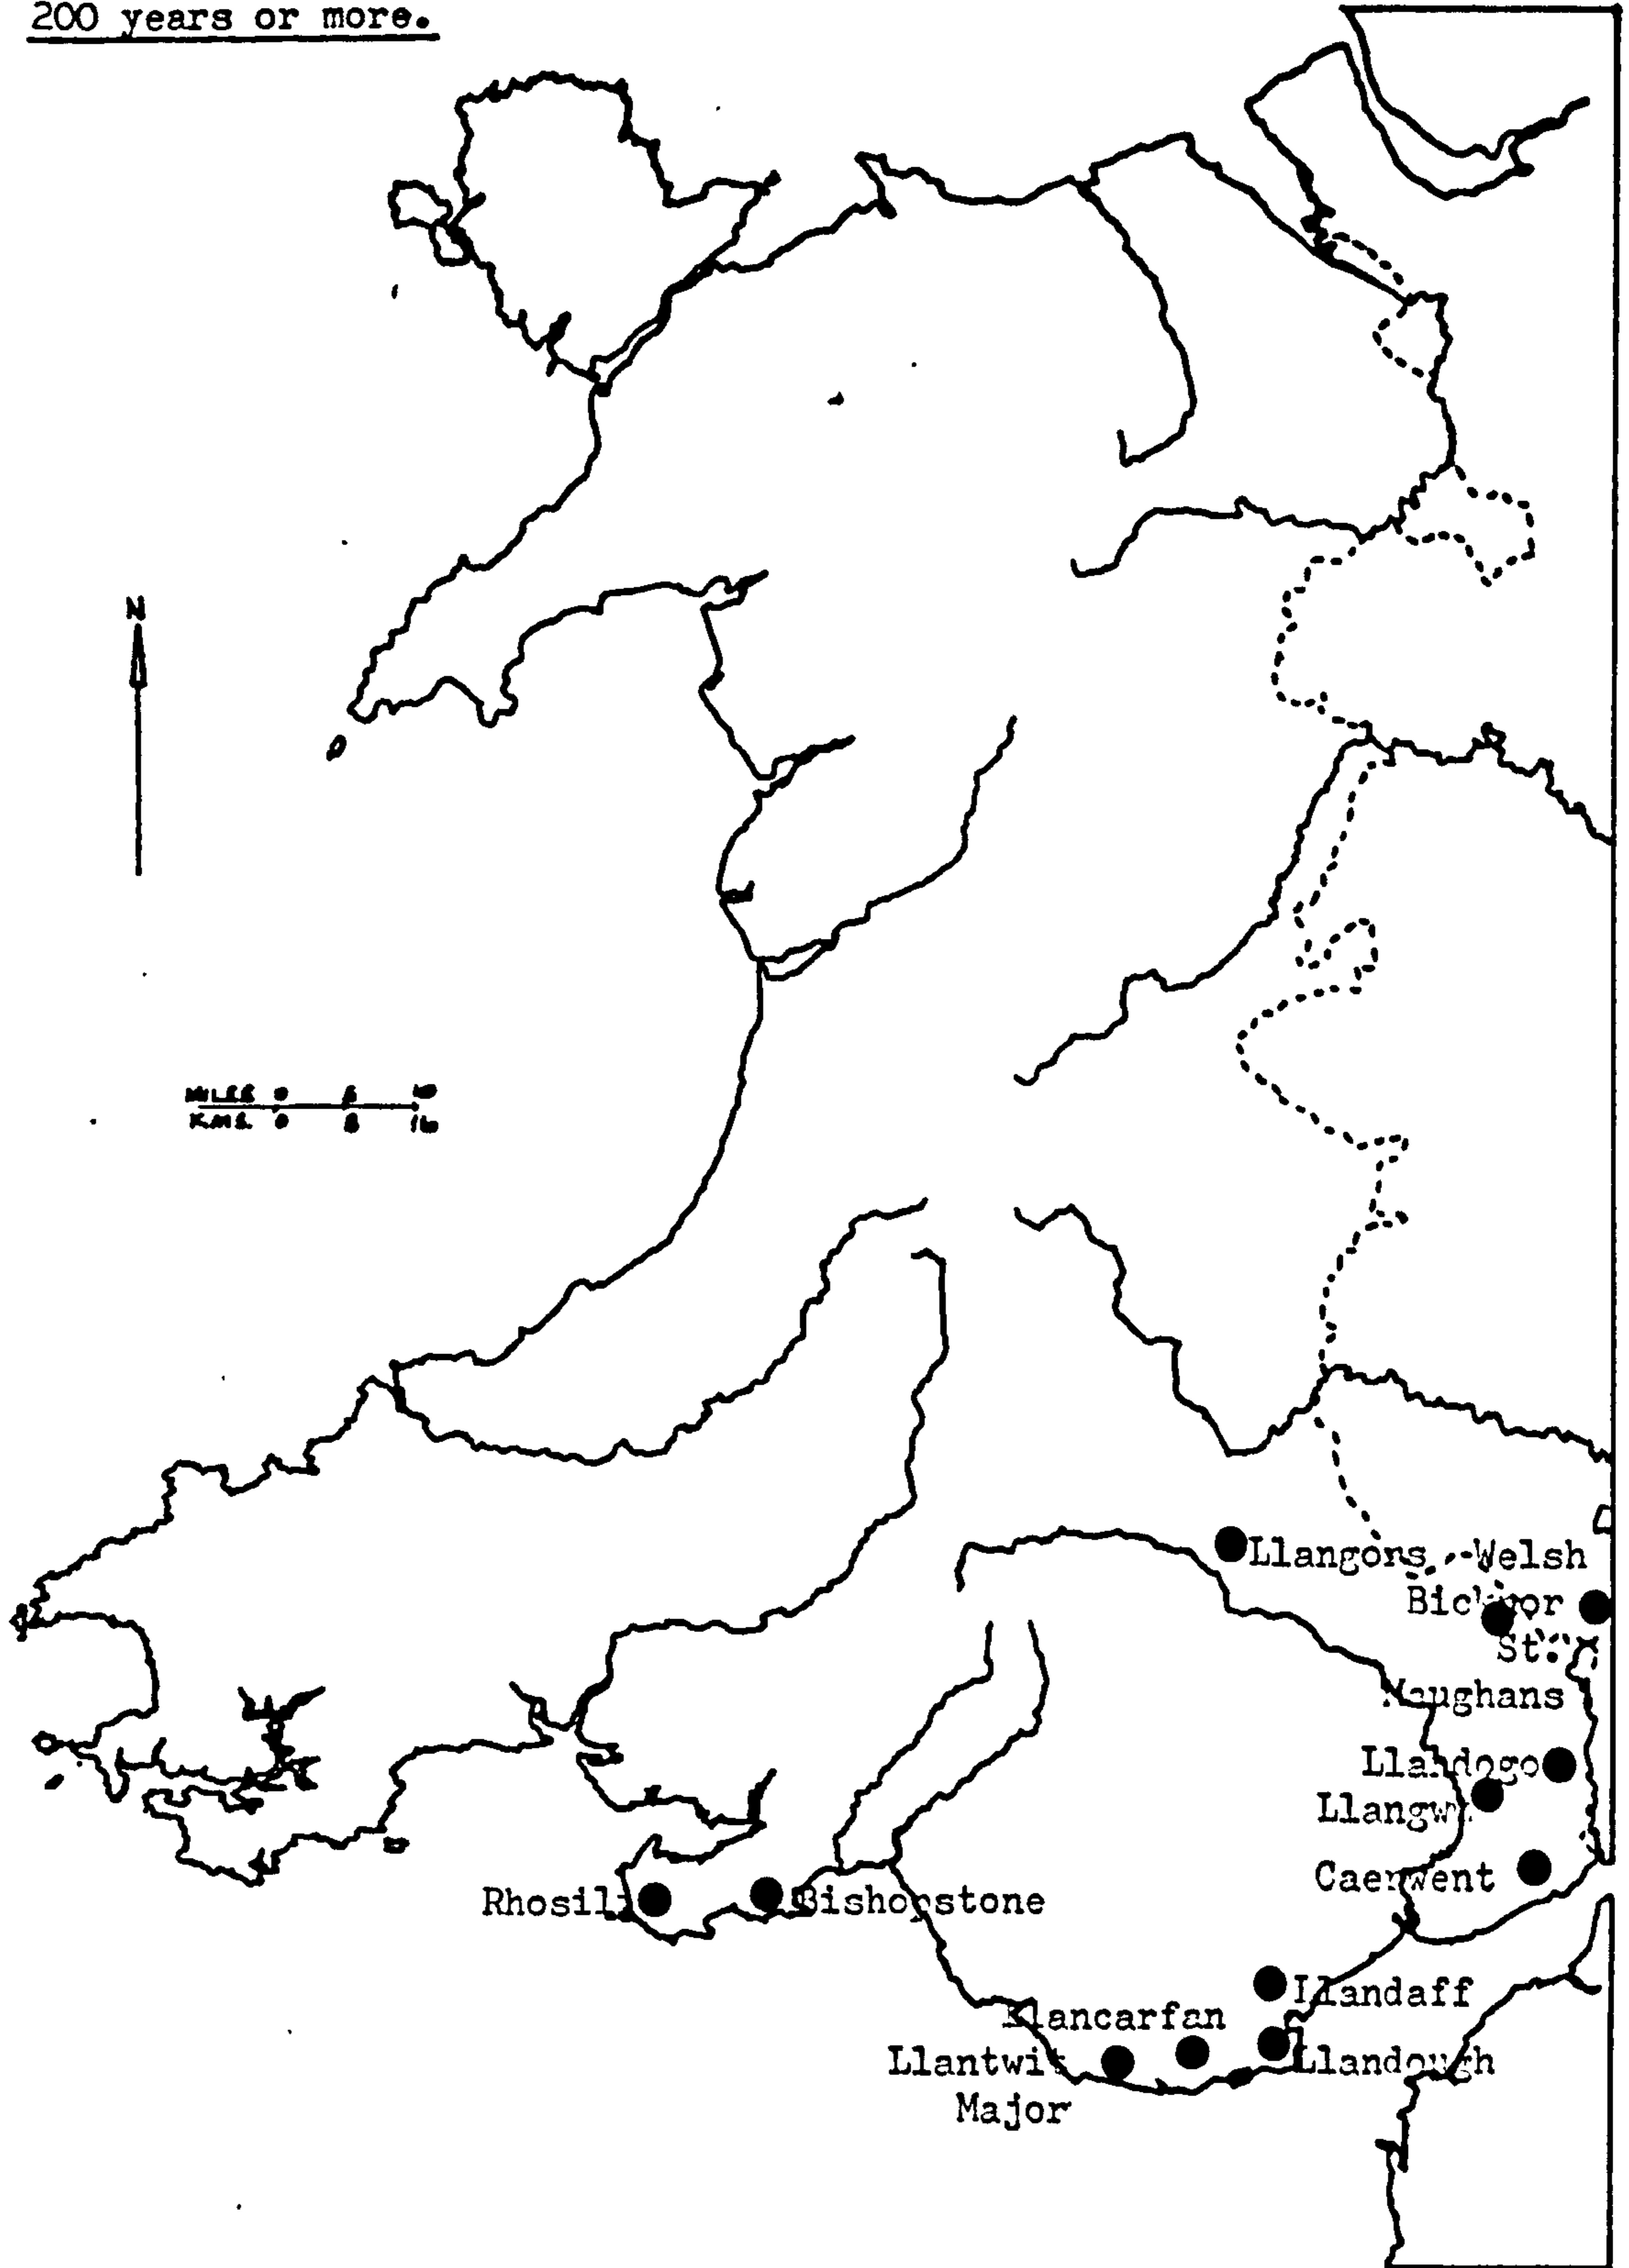 200 years or more.
N
MILES 0 5 10
KMS. 0 8 16
Llangors
Welsh
Bicknor
St.
Maughans
Llandogo
Llangwm
Caerwent
Rhosili
Bishopstone
Llandaff
Llancarfan
Llantwit
Llandough
Major